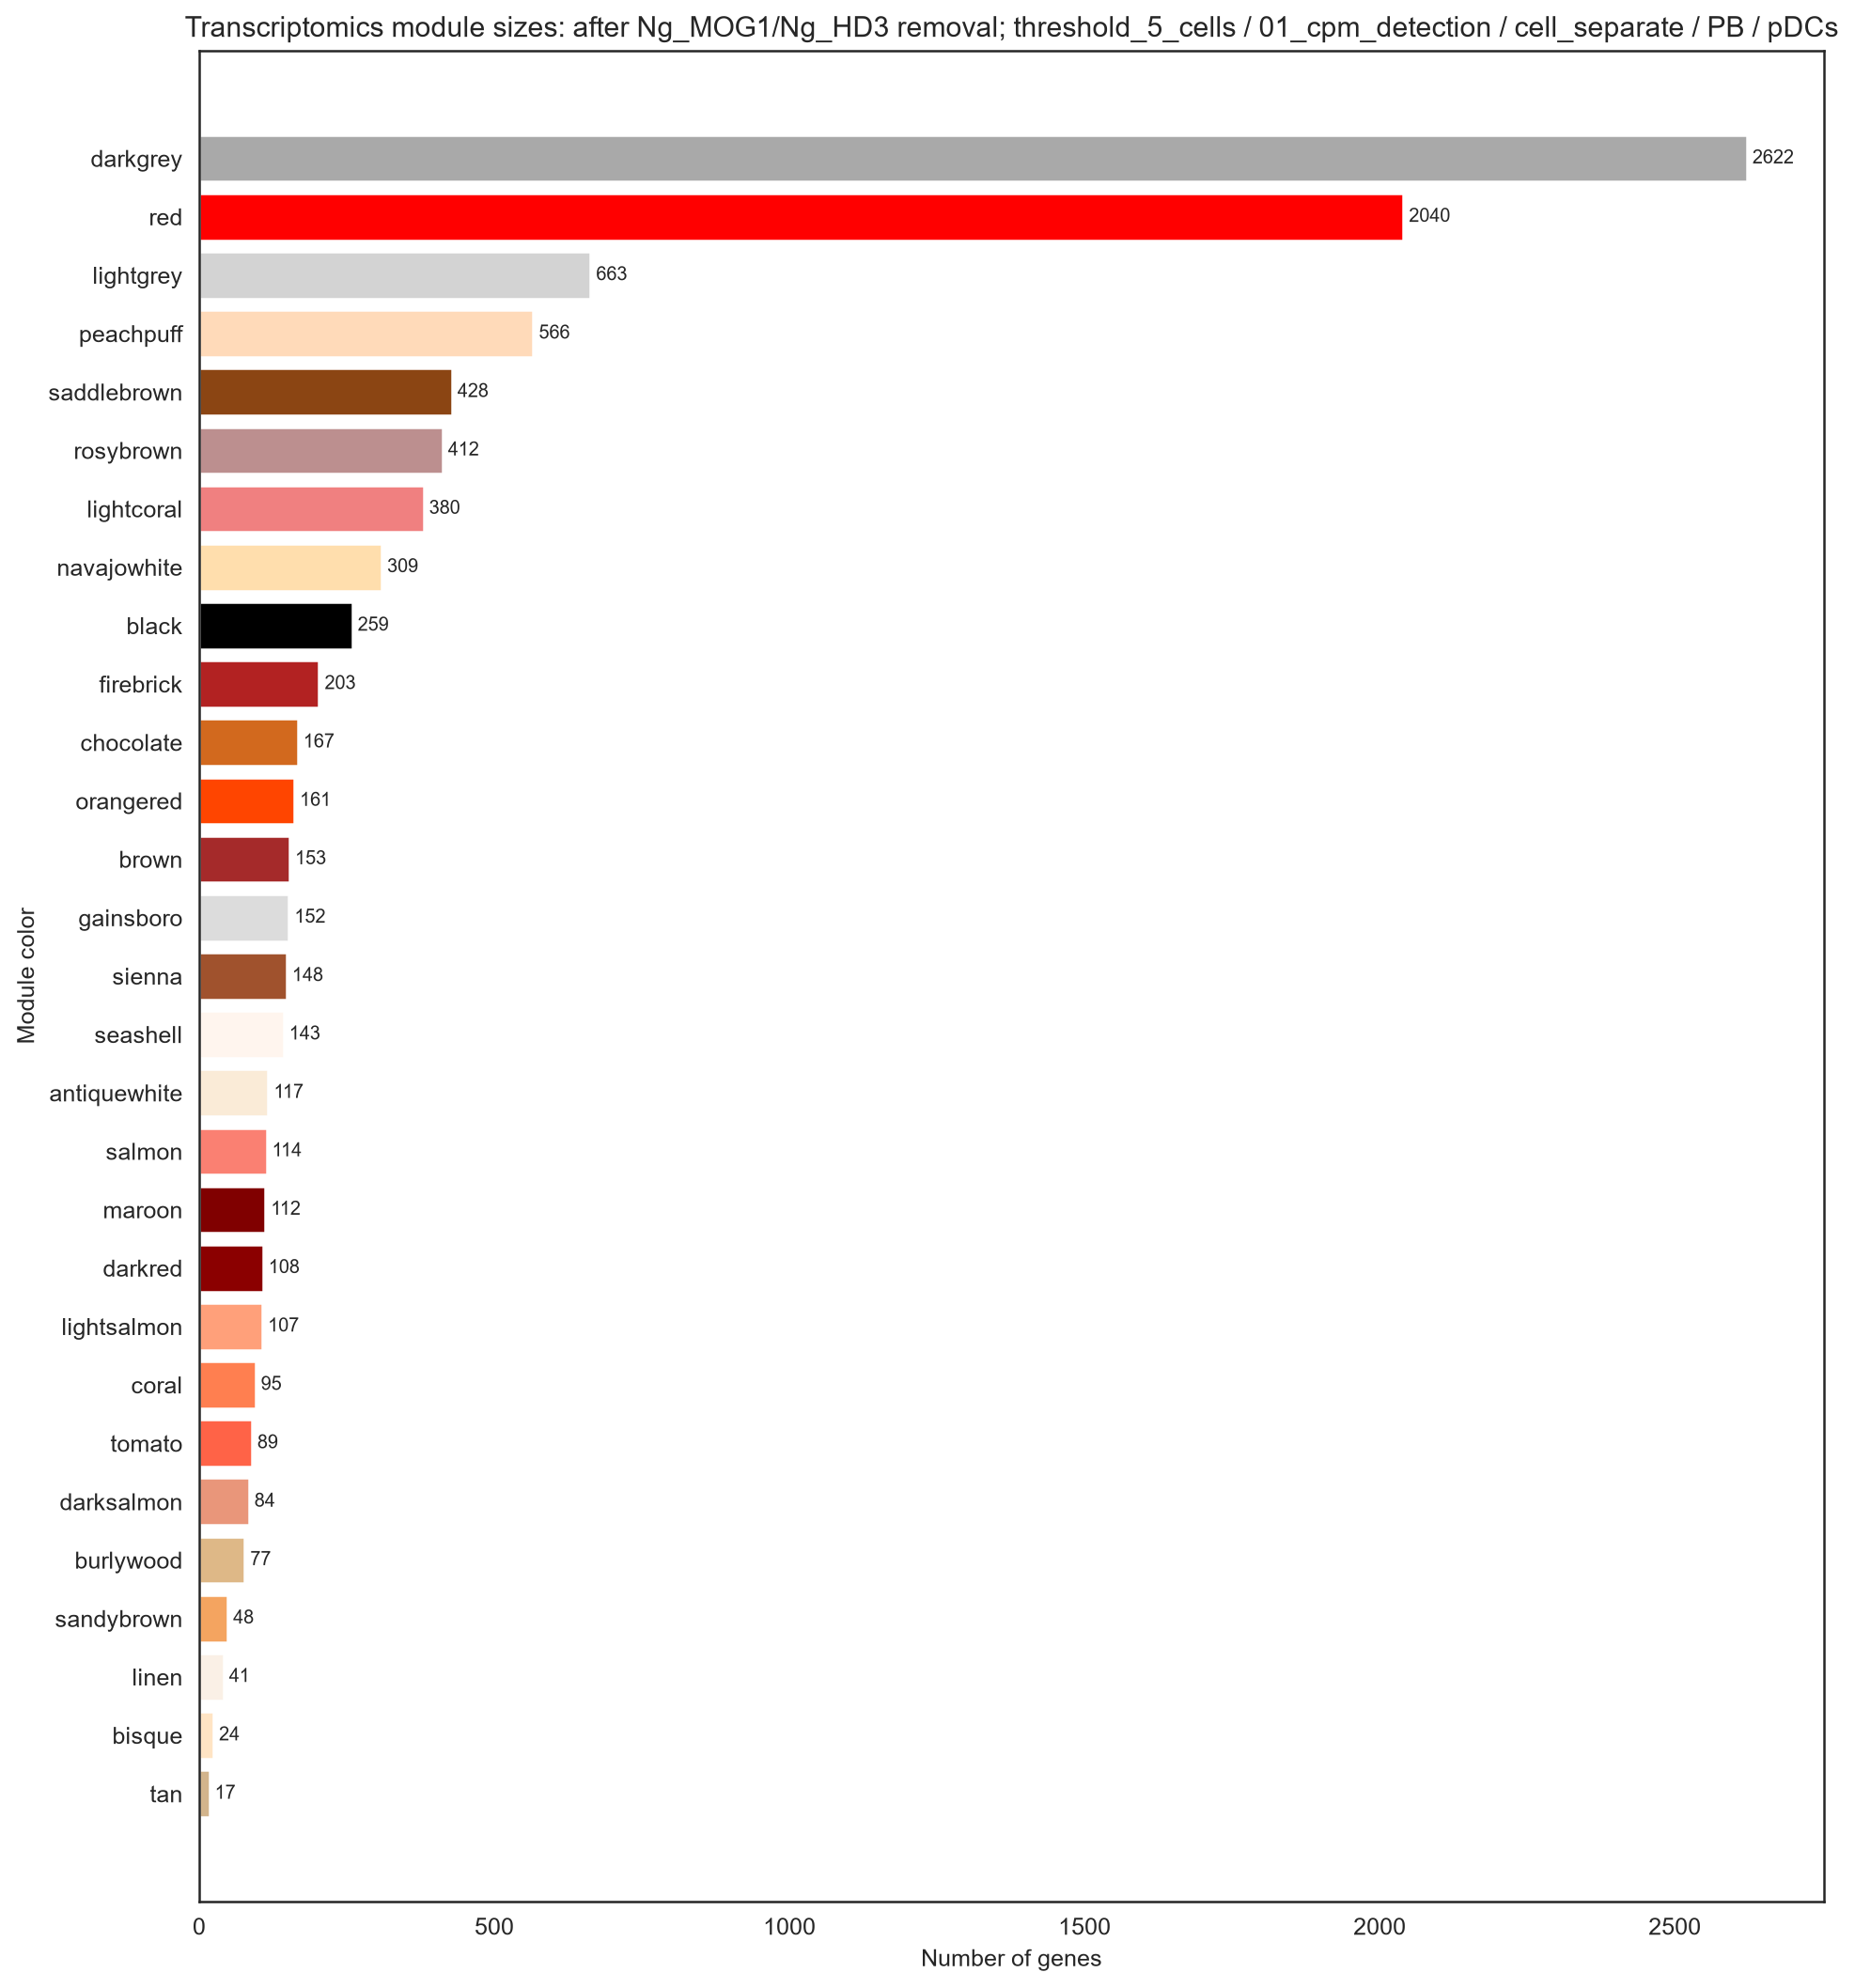 Transcriptomics module sizes: after Ng_MOG1/Ng_HD3 removal; threshold_5_cells / 01_cpm_detection / cell_separate / PB / pDCs
darkgrey 2622
red 2040
lightgrey 663
peachpuff 566
saddlebrown 428
rosybrown 412
lightcoral 380
navajowhite 309
black 259
firebrick 203
chocolate 167
orangered 161
brown 153
gainsboro 152
sienna 148
seashell 143
antiquewhite 117
salmon 114
maroon 112
darkred 108
lightsalmon 107
coral 95
tomato 89
darksalmon 84
burlywood 77
sandybrown 48
linen 41
bisque 24
tan 17
Module color
0 500 1000 1500 2000 2500
Number of genes